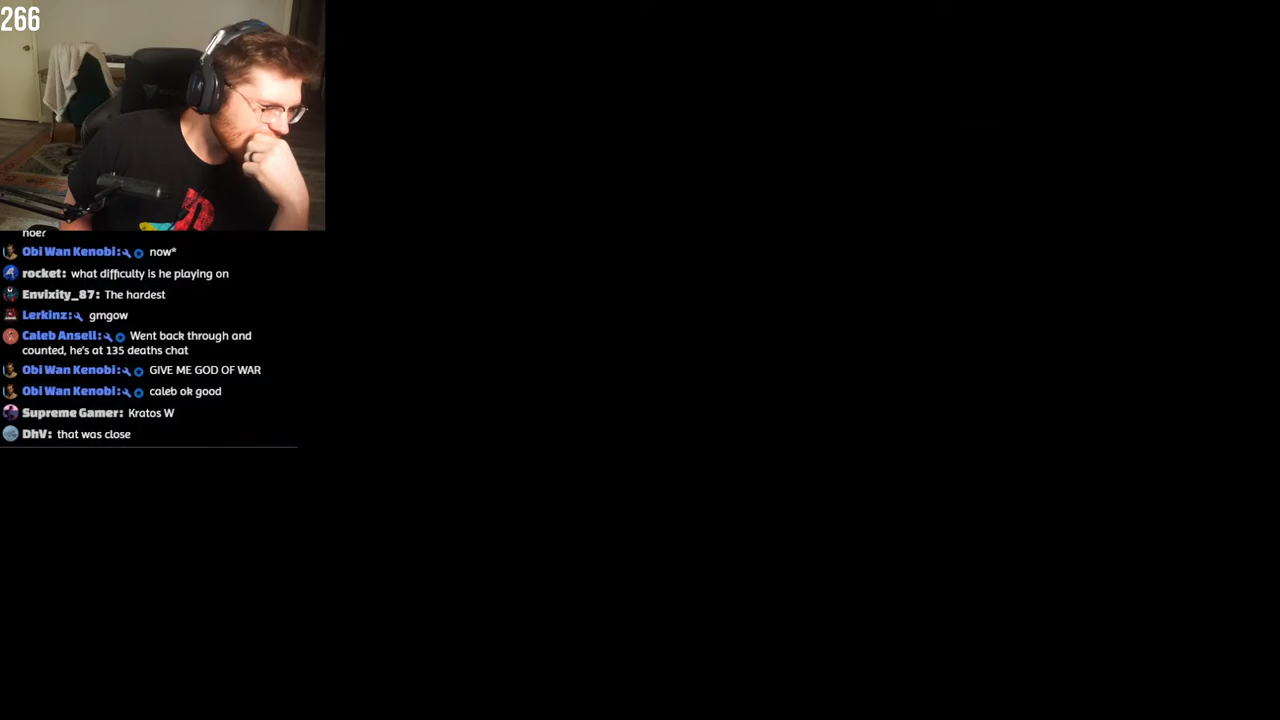 266
noe?
Obi Wan Kenobi: now*
rocket: what difficulty is he playing on
Envixity_87: The hardest
Lerkinz: gmgow
Caleb Ansell: Went back through and
counted, he's at 135 deaths chat
Obi Wan Kenobi: GIVE ME GOD OF WAR
Obi Wan Kenobi: caleb ok good
Supreme Gamer: Kratos W
DhV: that was close